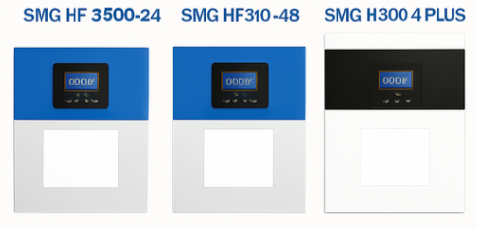 SMG HF 3500-24
SMG HF310-48
SMG H300 4 PLUS